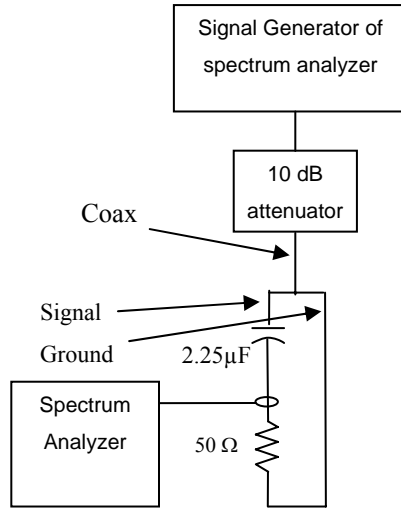 Signal Generator of
spectrum analyzer
10 dB
attenuator
Coax
Signal
Ground
2.25µF
Spectrum
Analyzer
50 Ω